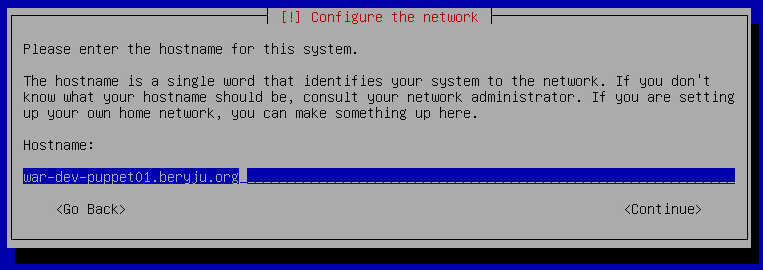 [!] Configure the network
Please enter the hostname for this system.
The hostname is a single word that identifies your system to the network. If you don't
know what your hostname should be, consult your network administrator. If you are setting
up your own home network, you can make something up here.
Hostname:
war-dev-puppet01.beryju.org
<Go Back> <Continue>